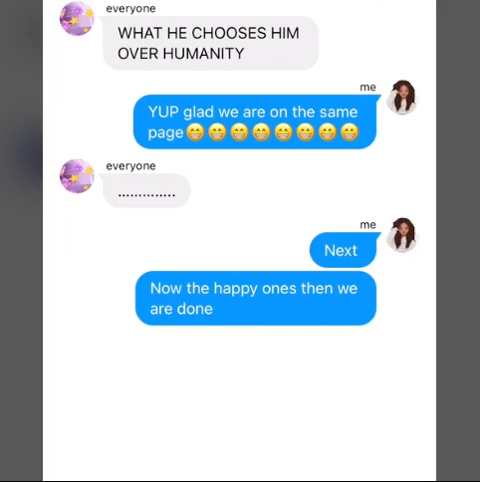 everyone
WHAT HE CHOOSES HIM
OVER HUMANITY
me
YUP glad we are on the same
page😁😁😁😁😁😁😁😁
everyone
.............
me
Next
Now the happy ones then we
are done